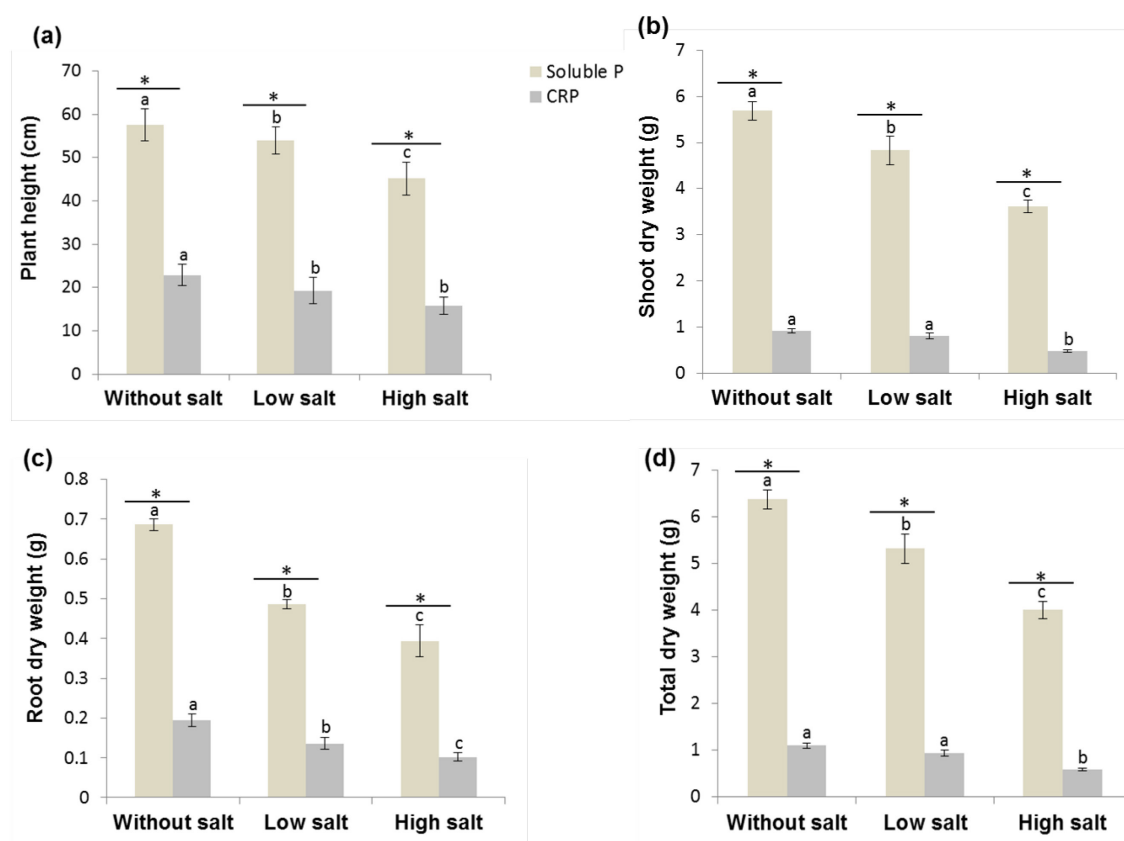 (a)
Plant height (cm)
70
60
50
40
30
20
10
0
Soluble P
CRP
*
a
a
*
b
b
*
c
b
Without salt
Low salt
High salt
(b)
Shoot dry weight (g)
7
6
5
4
3
2
1
0
*
a
a
*
b
a
*
c
b
Without salt
Low salt
High salt
(c)
Root dry weight (g)
0.8
0.7
0.6
0.5
0.4
0.3
0.2
0.1
0
*
a
a
*
b
b
*
c
c
Without salt
Low salt
High salt
(d)
Total dry weight (g)
7
6
5
4
3
2
1
0
*
a
a
*
b
a
*
c
b
Without salt
Low salt
High salt